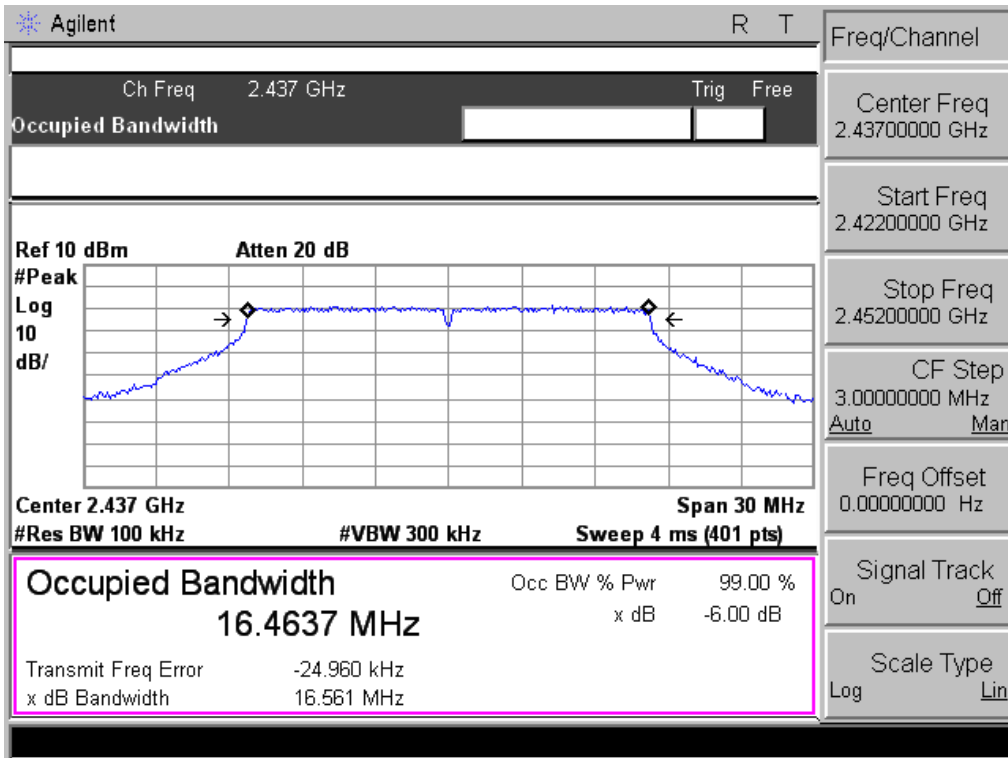 Agilent R T
Ch Freq 2.437 GHz Trig Free
Occupied Bandwidth
Ref 10 dBm Atten 20 dB
#Peak
Log
10
dB/
Center 2.437 GHz Span 30 MHz
#Res BW 100 kHz #VBW 300 kHz Sweep 4 ms (401 pts)
Occupied Bandwidth
16.4637 MHz
Occ BW % Pwr 99.00 %
x dB -6.00 dB
Transmit Freq Error -24.960 kHz
x dB Bandwidth 16.561 MHz
Freq/Channel
Center Freq
2.43700000 GHz
Start Freq
2.42200000 GHz
Stop Freq
2.45200000 GHz
CF Step
3.00000000 MHz
Auto Man
Freq Offset
0.00000000 Hz
Signal Track
On Off
Scale Type
Log Lin